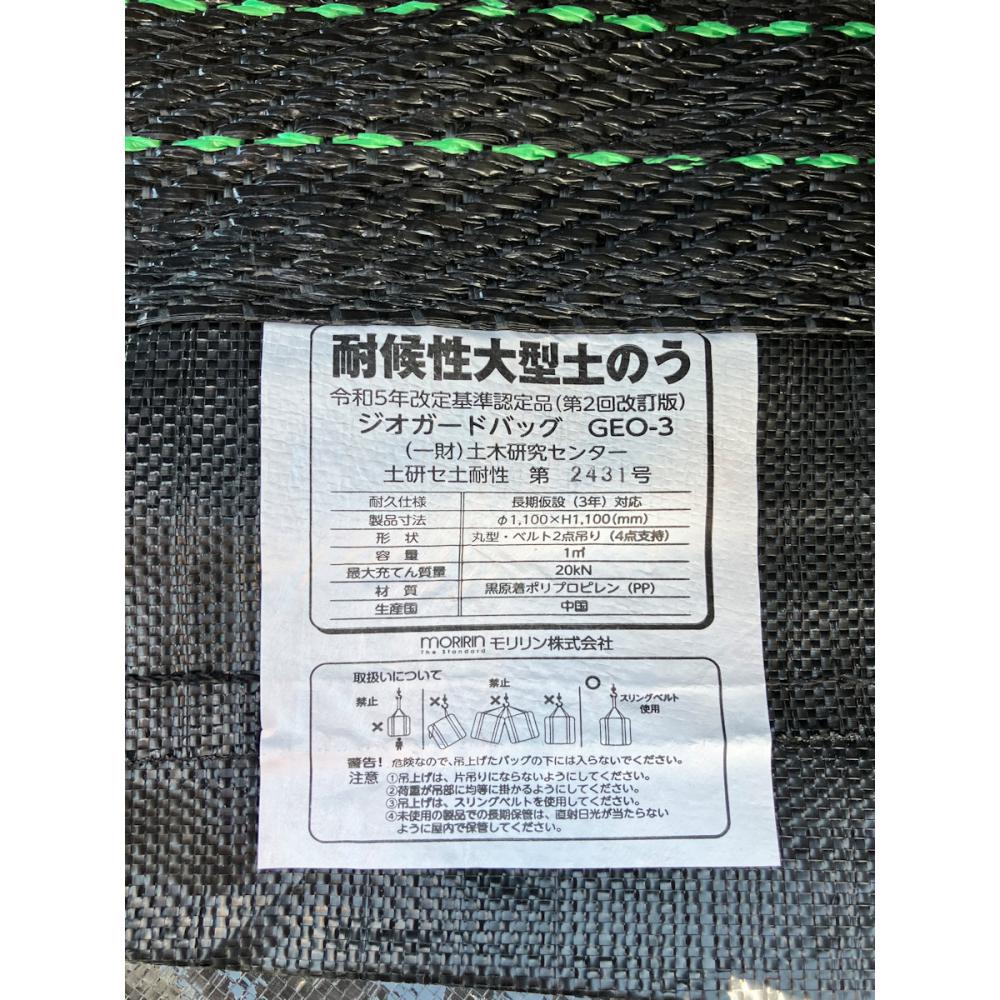 耐候性大型土のう
令和5年改定基準認定品(第2回改訂版)
ジオガードバッグ GEO-3
(一財)土木研究センター
土研セ土耐性 第 2431号
耐久仕様 長期仮設(3年)対応
製品寸法 φ1,100×H1,100(mm)
形状 丸型・ベルト2点吊り(4点支持)
容量 1㎥
最大充てん質量 20kN
材質 黒原着ポリプロピレン(PP)
生産国 中国
MORIRIN モリリン株式会社
The Standard
取扱いについて
禁止
禁止
スリングベルト
使用
警告! 危険なので、吊上げたバッグの下には入らないでください。
注意 ①吊上げは、片吊りにならないようにしてください。
②荷重が吊部に均等に掛かるようにしてください。
③吊上げは、スリングベルトを使用してください。
④未使用の製品での長期保管は、直射日光が当たらない
ように屋内で保管してください。